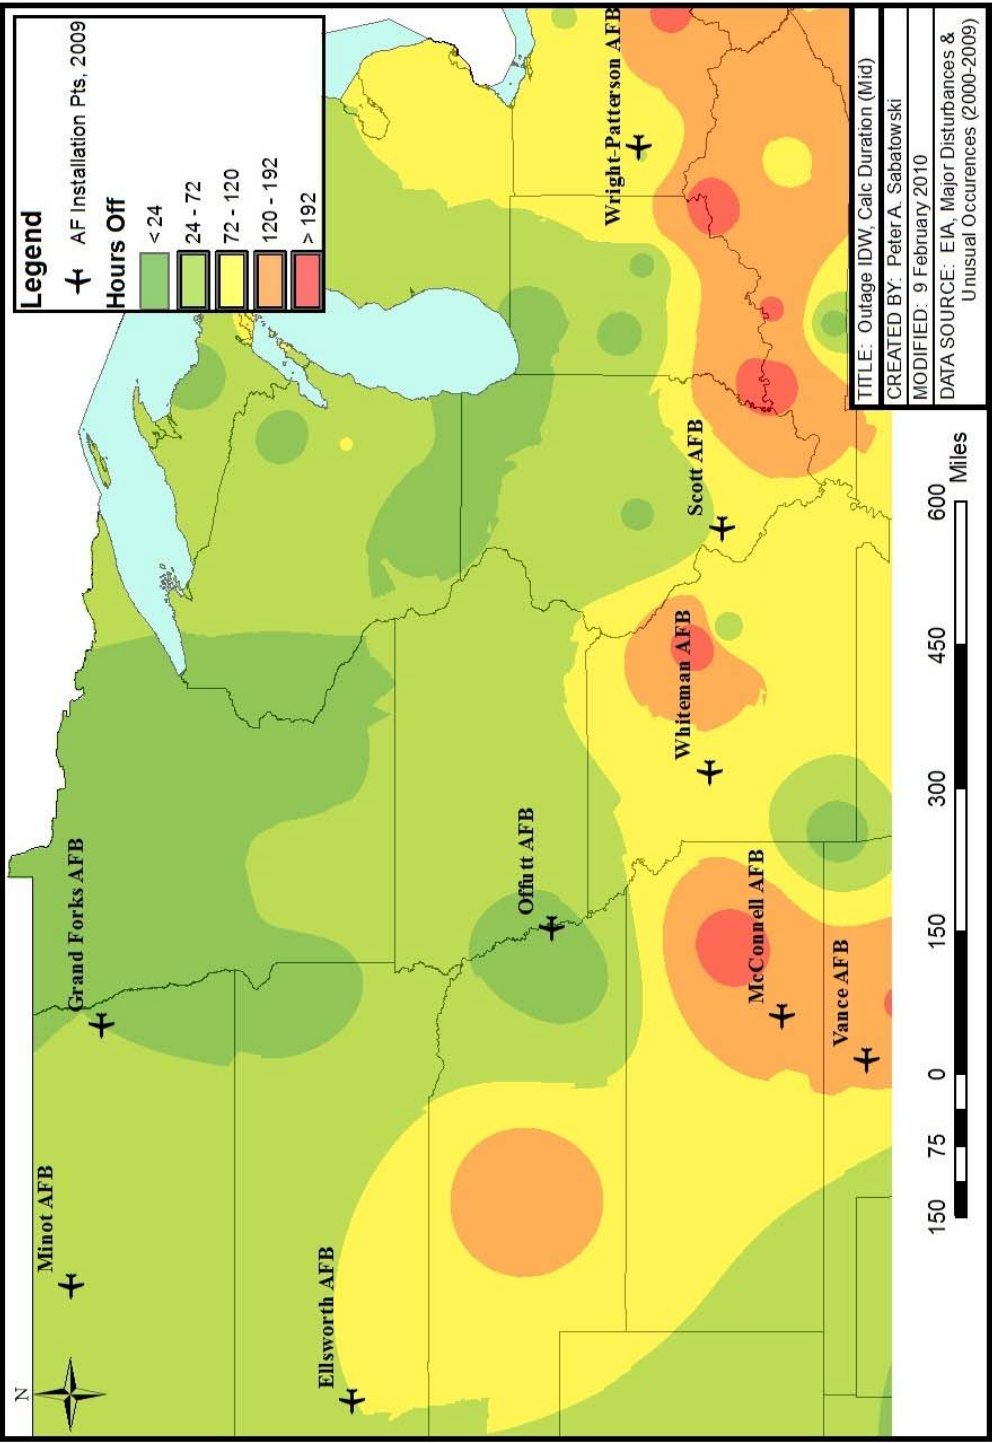 N
Minot AFB
Grand Forks AFB
Ellsworth AFB
Offutt AFB
McConnell AFB
Vance AFB
Whiteman AFB
Scott AFB
Wright-Patterson AFB
Legend
AF Installation Pts, 2009
Hours Off
< 24
24 - 72
72 - 120
120 - 192
> 192
150 75 0 150 300 450 600
Miles
TITLE: Outage IDW, Calc Duration (Mid)
CREATED BY: Peter A. Sabatowski
MODIFIED: 9 February 2010
DATA SOURCE: EIA, Major Disturbances &
Unusual Occurences (2000-2009)